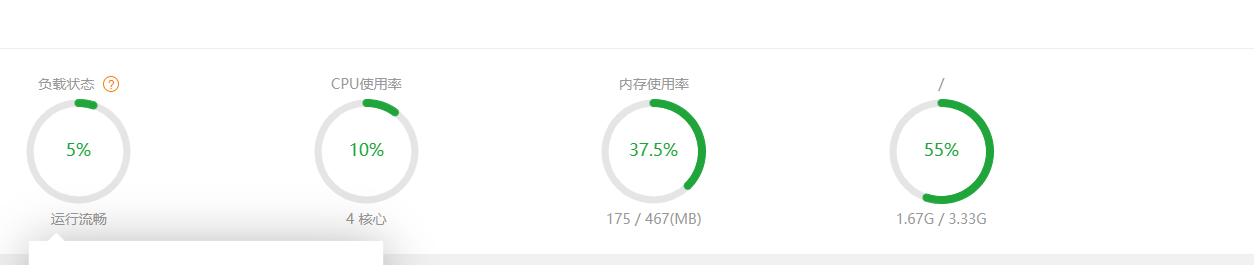 负载状态 ?
CPU使用率
内存使用率
/
5%
10%
37.5%
55%
运行流畅
4 核心
175 / 467(MB)
1.67G / 3.33G